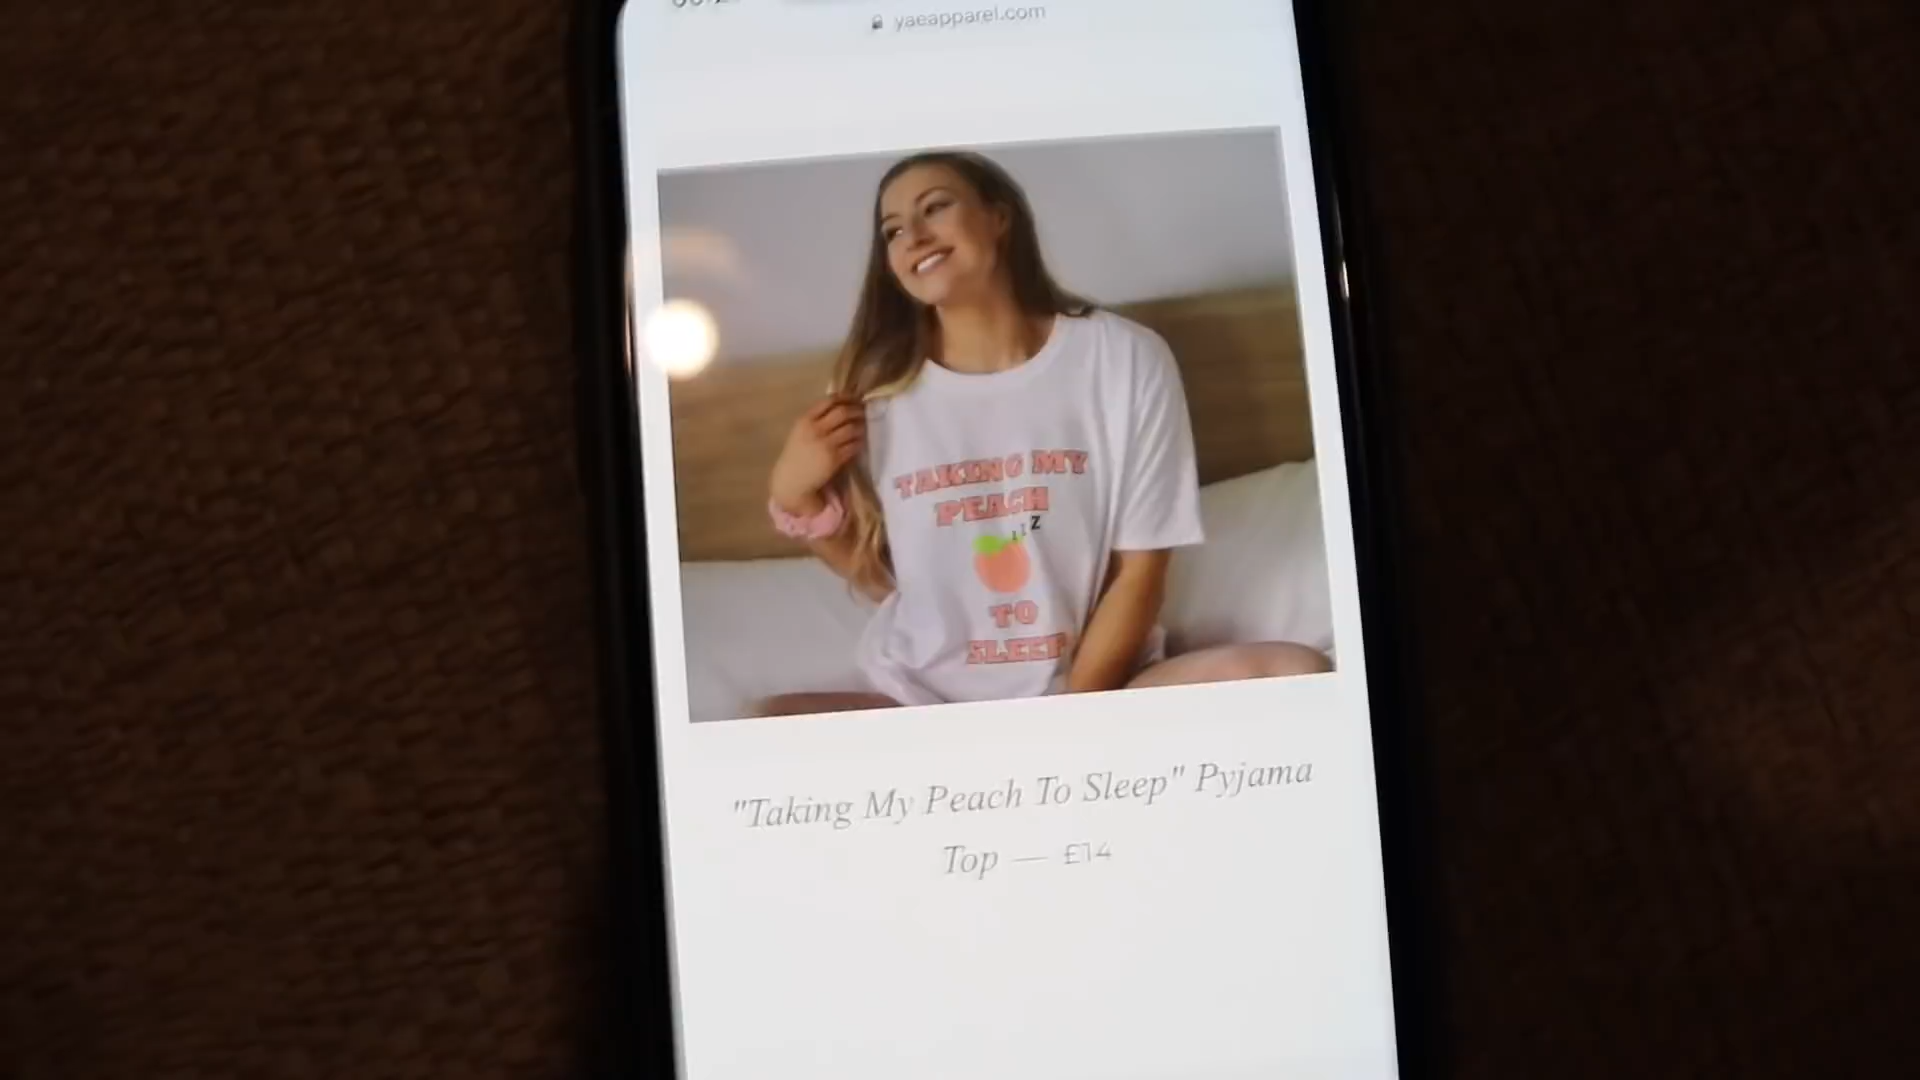 yaeapparel.com
TAKING MY
PEACH
z z Z
TO
SLEEP
"Taking My Peach To Sleep" Pyjama
Top — £14